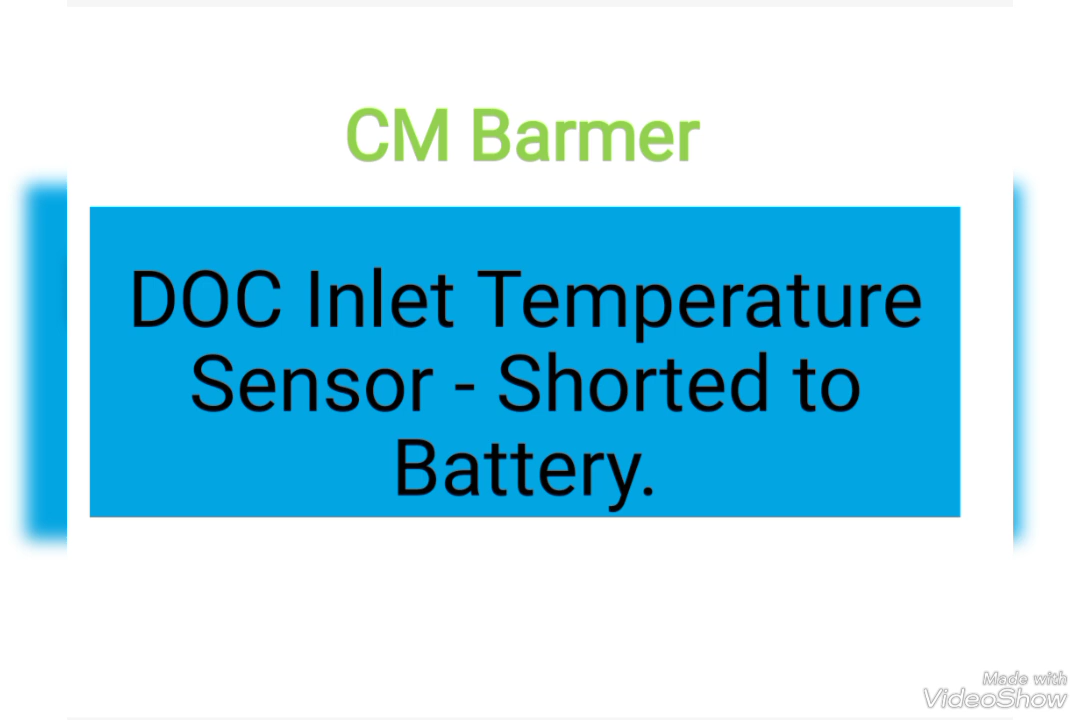 CM Barmer
DOC Inlet Temperature
Sensor - Shorted to
Battery.
Made with
VideoShow